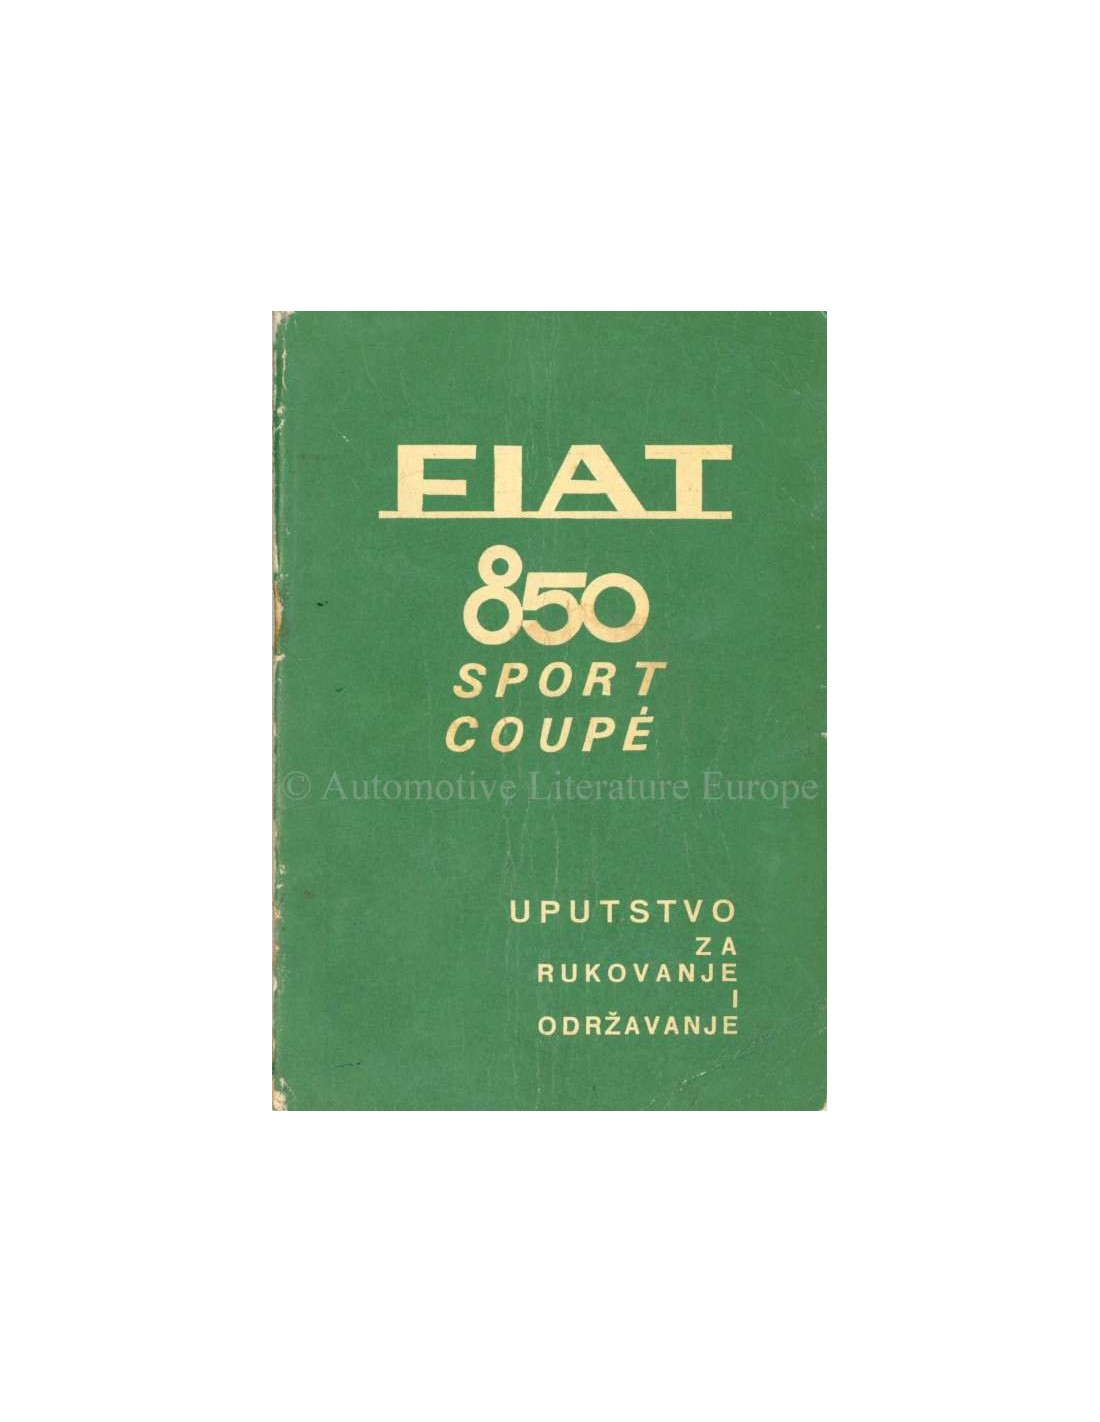 FIAT
850
SPORT
COUPÉ
© Automotive Literature Europe
UPUTSTVO
ZA
RUKOVANJE
I
ODRŽAVANJE